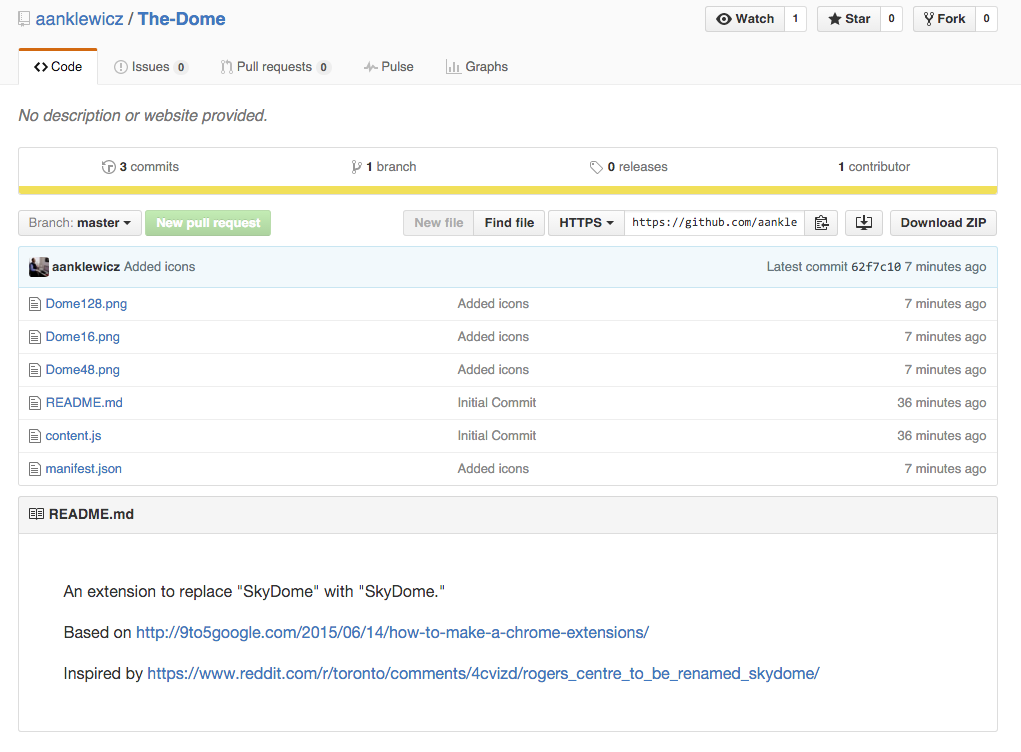 aanklewicz / The-Dome Watch 1 Star 0 Fork 0
Code Issues 0 Pull requests 0 Pulse Graphs
No description or website provided.
3 commits 1 branch 0 releases 1 contributor
Branch: master New pull request New file Find file HTTPS https://github.com/aankle Download ZIP
aanklewicz Added icons Latest commit 62f7c10 7 minutes ago
Dome128.png Added icons 7 minutes ago
Dome16.png Added icons 7 minutes ago
Dome48.png Added icons 7 minutes ago
README.md Initial Commit 36 minutes ago
content.js Initial Commit 36 minutes ago
manifest.json Added icons 7 minutes ago
README.md
An extension to replace "SkyDome" with "SkyDome."
Based on http://9to5google.com/2015/06/14/how-to-make-a-chrome-extensions/
Inspired by https://www.reddit.com/r/toronto/comments/4cvizd/rogers_centre_to_be_renamed_skydome/